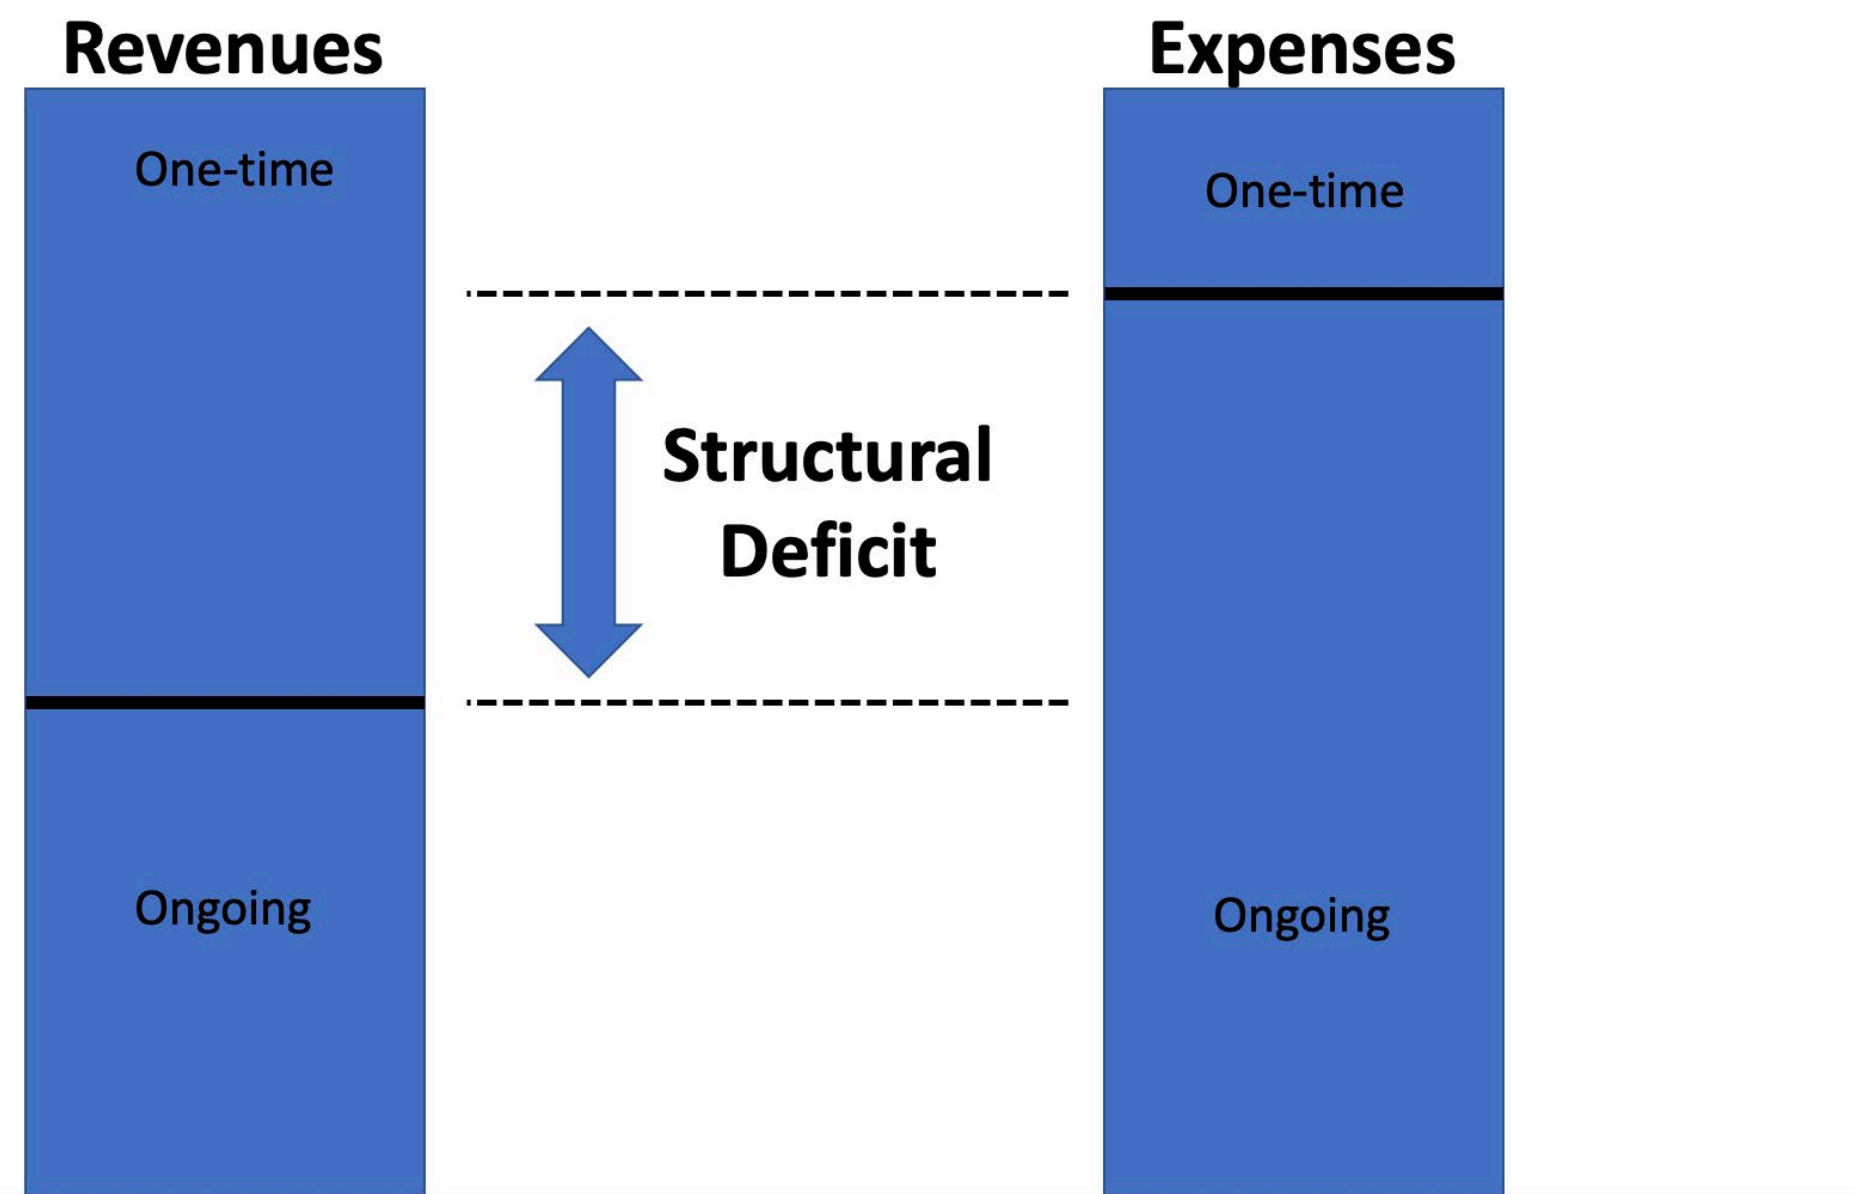 Revenues
Expenses
One-time
One-time
Structural
Deficit
Ongoing
Ongoing